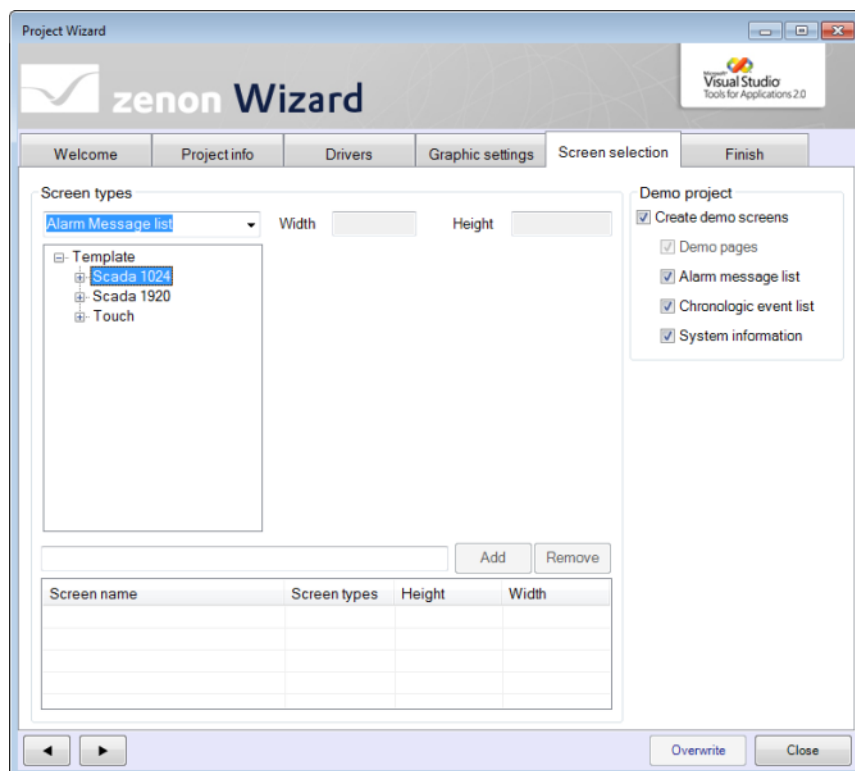 Project Wizard
zenon Wizard
Microsoft
Visual Studio
Tools for Applications 2.0
Welcome
Project info
Drivers
Graphic settings
Screen selection
Finish
Screen types
Alarm Message list
Width
Height
Template
Scada 1024
Scada 1920
Touch
Add
Remove
Screen name
Screen types
Height
Width
Demo project
Create demo screens
Demo pages
Alarm message list
Chronologic event list
System information
Overwrite
Close